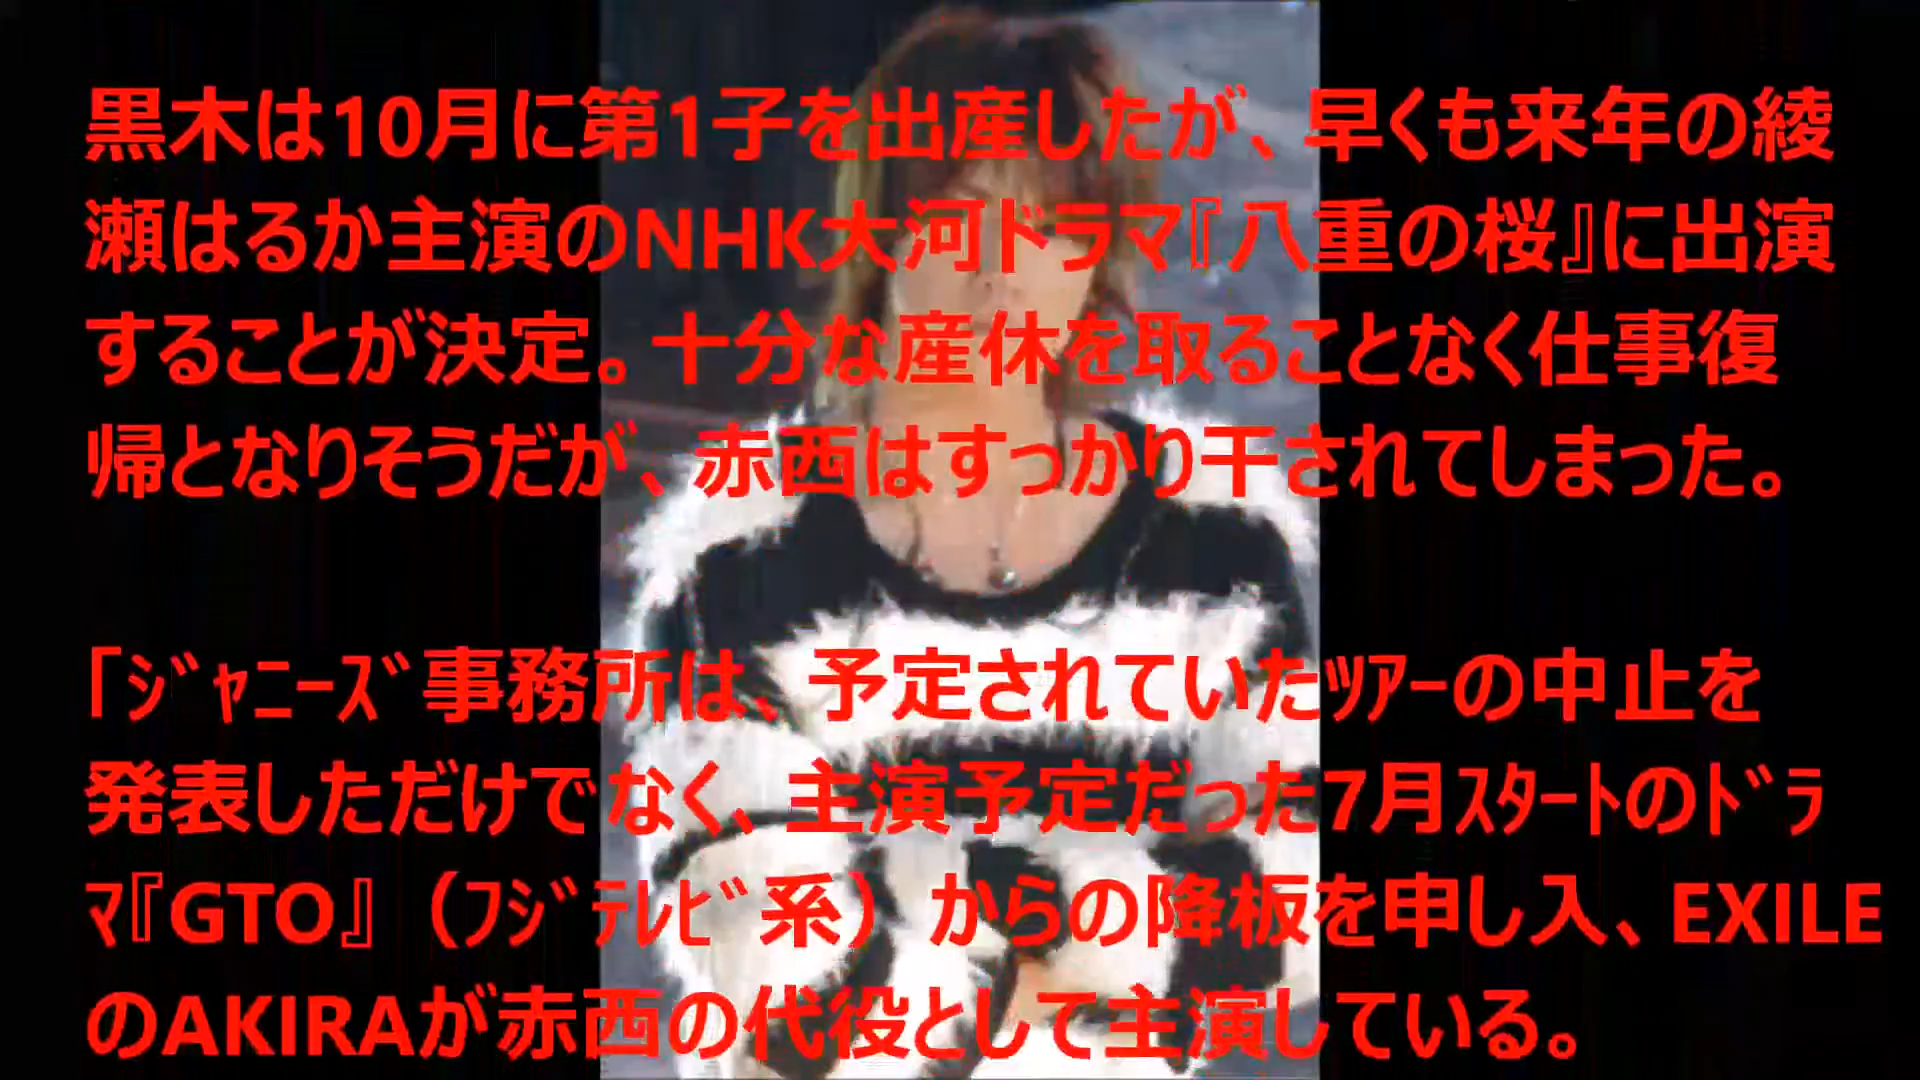 黒木は10月に第1子を出産したが、早くも来年の綾
瀬はるか主演のNHK大河ドラマ『八重の桜』に出演
することが決定。十分な産休を取ることなく仕事復
帰となりそうだが、赤西はすっかり干されてしまった。
「ｼﾞｬﾆｰｽﾞ事務所は、予定されていたﾂｱｰの中止を
発表しただけでなく、主演予定だった7月ｽﾀｰﾄのﾄﾞﾗ
ﾏ『GTO』（ﾌｼﾞﾃﾚﾋﾞ系）からの降板を申し入、EXILE
のAKIRAが赤西の代役として主演している。